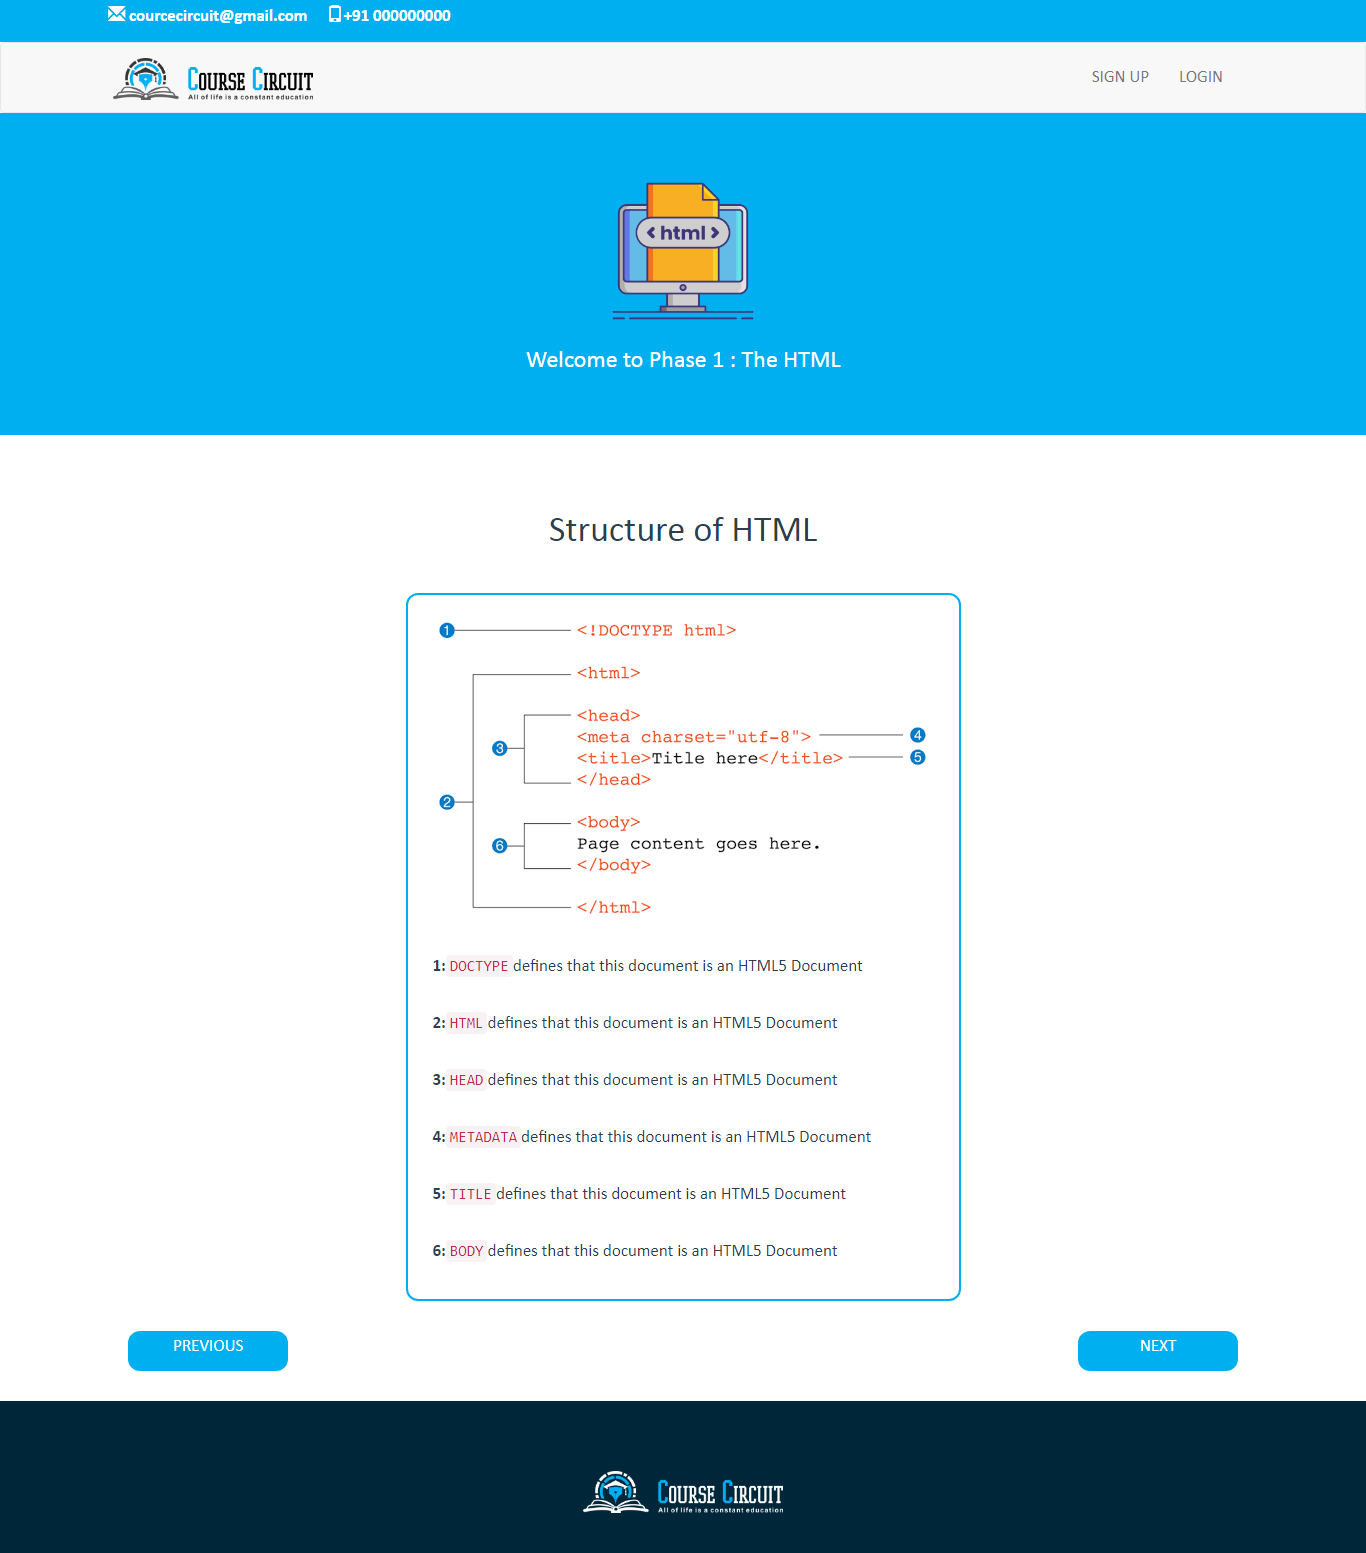 courcecircuit@gmail.com +91 000000000
COURSE CIRCUIT
All of life is a constant education
SIGN UP LOGIN
< html >
Welcome to Phase 1 : The HTML
Structure of HTML
1 <!DOCTYPE html>
<html>
<head>
<meta charset="utf-8"> 4
3
<title>Title here</title> 5
</head>
2
<body>
6 Page content goes here.
</body>
</html>
1: DOCTYPE defines that this document is an HTML5 Document
2: HTML defines that this document is an HTML5 Document
3: HEAD defines that this document is an HTML5 Document
4: METADATA defines that this document is an HTML5 Document
5: TITLE defines that this document is an HTML5 Document
6: BODY defines that this document is an HTML5 Document
PREVIOUS NEXT
COURSE CIRCUIT
All of life is a constant education